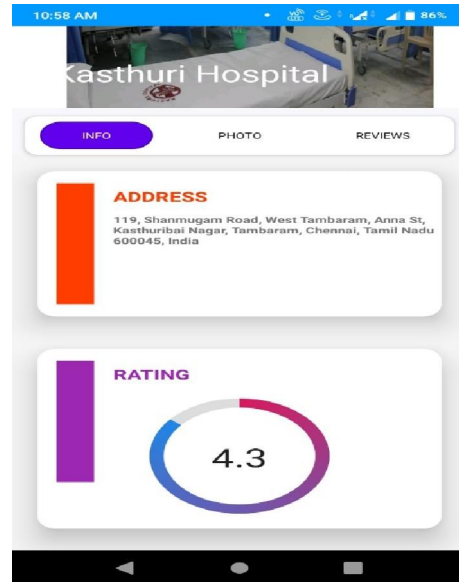 10:58 AM
86%
Kasthuri Hospital
INFO
PHOTO
REVIEWS
ADDRESS
119, Shanmugam Road, West Tambaram, Anna St,
Kasthuribai Nagar, Tambaram, Chennai, Tamil Nadu
600045, India
RATING
4.3